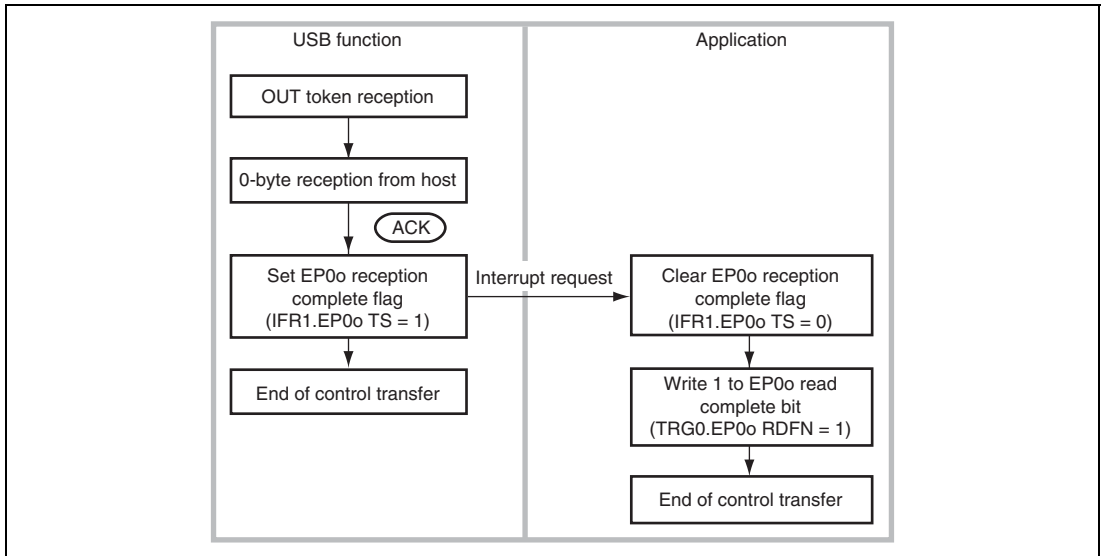 USB function
OUT token reception
0-byte reception from host
ACK
Set EP0o reception
complete flag
(IFR1.EP0o TS = 1)
End of control transfer
Interrupt request
Application
Clear EP0o reception
complete flag
(IFR1.EP0o TS = 0)
Write 1 to EP0o read
complete bit
(TRG0.EP0o RDFN = 1)
End of control transfer